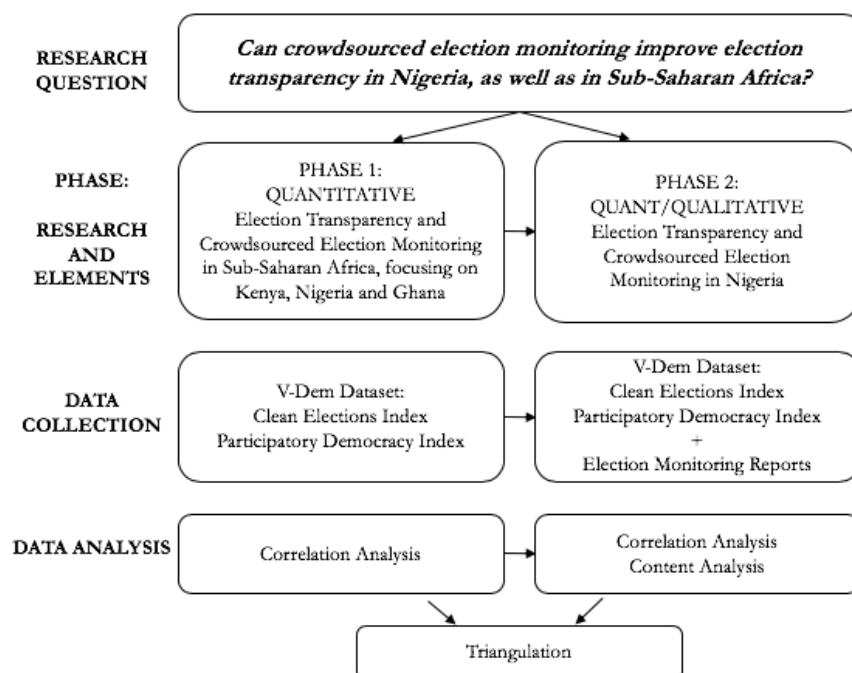 RESEARCH
QUESTION
Can crowdsourced election monitoring improve election
transparency in Nigeria, as well as in Sub-Saharan Africa?
PHASE:
RESEARCH
AND
ELEMENTS
PHASE 1:
QUANTITATIVE
Election Transparency and
Crowdsourced Election Monitoring
in Sub-Saharan Africa, focusing on
Kenya, Nigeria and Ghana
PHASE 2:
QUANT/QUALITATIVE
Election Transparency and
Crowdsourced Election
Monitoring in Nigeria
DATA
COLLECTION
V-Dem Dataset:
Clean Elections Index
Participatory Democracy Index
V-Dem Dataset:
Clean Elections Index
Participatory Democracy Index
+
Election Monitoring Reports
DATA ANALYSIS
Correlation Analysis
Correlation Analysis
Content Analysis
Triangulation